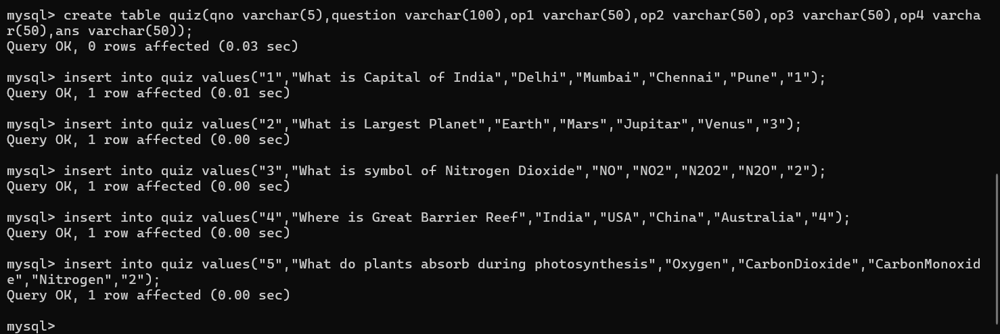 mysql> create table quiz(qno varchar(5),question varchar(100),op1 varchar(50),op2 varchar(50),op3 varchar(50),op4 varcha
r(50),ans varchar(50));
Query OK, 0 rows affected (0.03 sec)
mysql> insert into quiz values("1","What is Capital of India","Delhi","Mumbai","Chennai","Pune","1");
Query OK, 1 row affected (0.01 sec)
mysql> insert into quiz values("2","What is Largest Planet","Earth","Mars","Jupitar","Venus","3");
Query OK, 1 row affected (0.00 sec)
mysql> insert into quiz values("3","What is symbol of Nitrogen Dioxide","NO","NO2","N2O2","N2O","2");
Query OK, 1 row affected (0.00 sec)
mysql> insert into quiz values("4","Where is Great Barrier Reef","India","USA","China","Australia","4");
Query OK, 1 row affected (0.00 sec)
mysql> insert into quiz values("5","What do plants absorb during photosynthesis","Oxygen","CarbonDioxide","CarbonMonoxid
e","Nitrogen","2");
Query OK, 1 row affected (0.00 sec)
mysql>